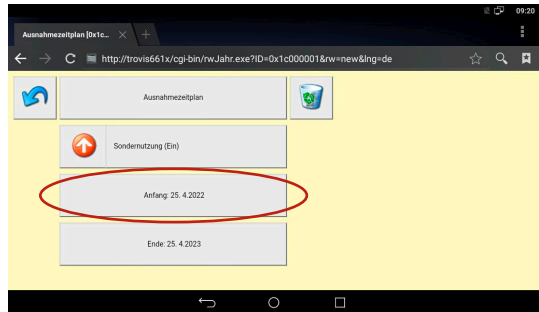 09:20
Ausnahmezeitplan [0x1c...
http://trovis661x/cgi-bin/rwJahr.exe?ID=0x1c000001&rw=new&lng=de
Ausnahmezeitplan
Sondernutzung (Ein)
Anfang: 25. 4.2022
Ende: 25. 4.2023